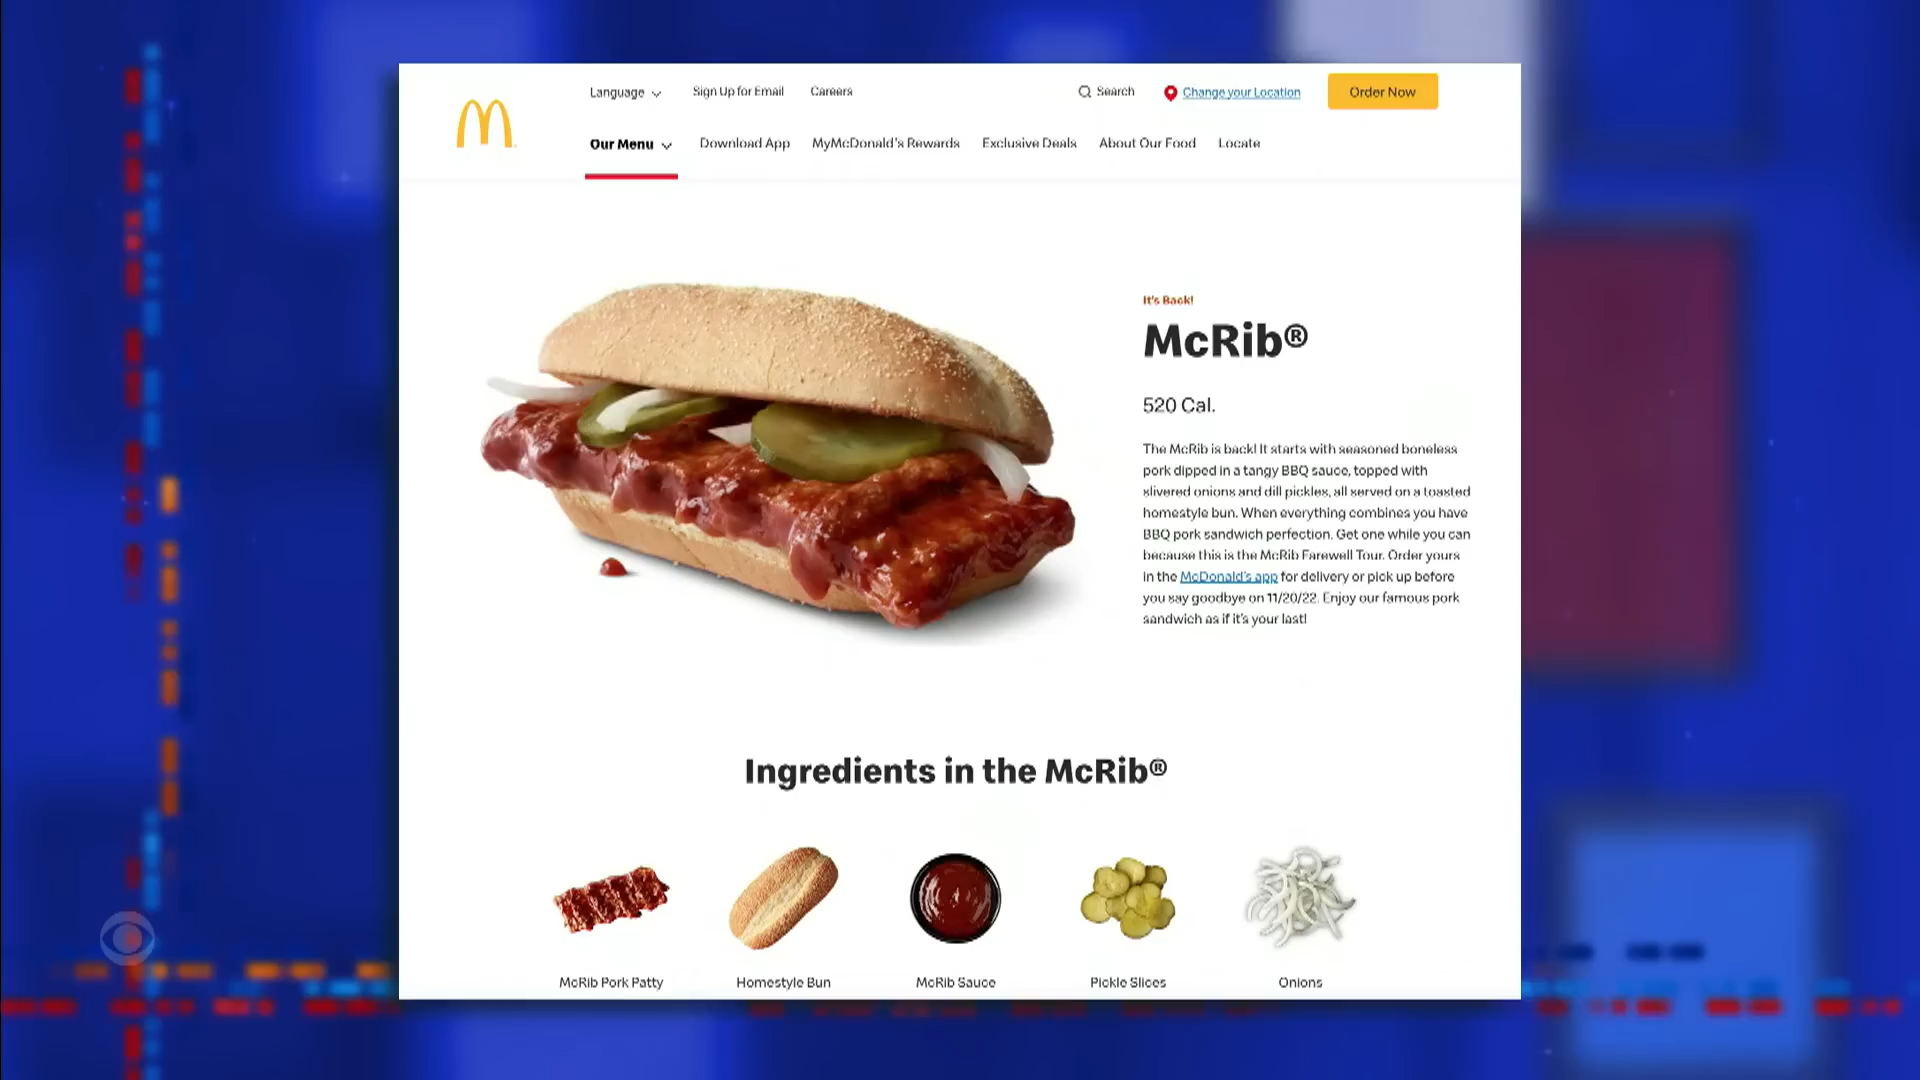 Language
Sign Up for Email
Careers
Search
Change your Location
Order Now
Our Menu
Download App
MyMcDonald's Rewards
Exclusive Deals
About Our Food
Locate
It's Back!
McRib®
520 Cal.
The McRib is back! It starts with seasoned boneless
pork dipped in a tangy BBQ sauce, topped with
slivered onions and dill pickles, all served on a toasted
homestyle bun. When everything combines you have
BBQ pork sandwich perfection. Get one while you can
because this is the McRib Farewell Tour. Order yours
in the McDonald's app for delivery or pick up before
you say goodbye on 11/20/22. Enjoy our famous pork
sandwich as if it's your last!
Ingredients in the McRib®
McRib Pork Patty
Homestyle Bun
McRib Sauce
Pickle Slices
Onions